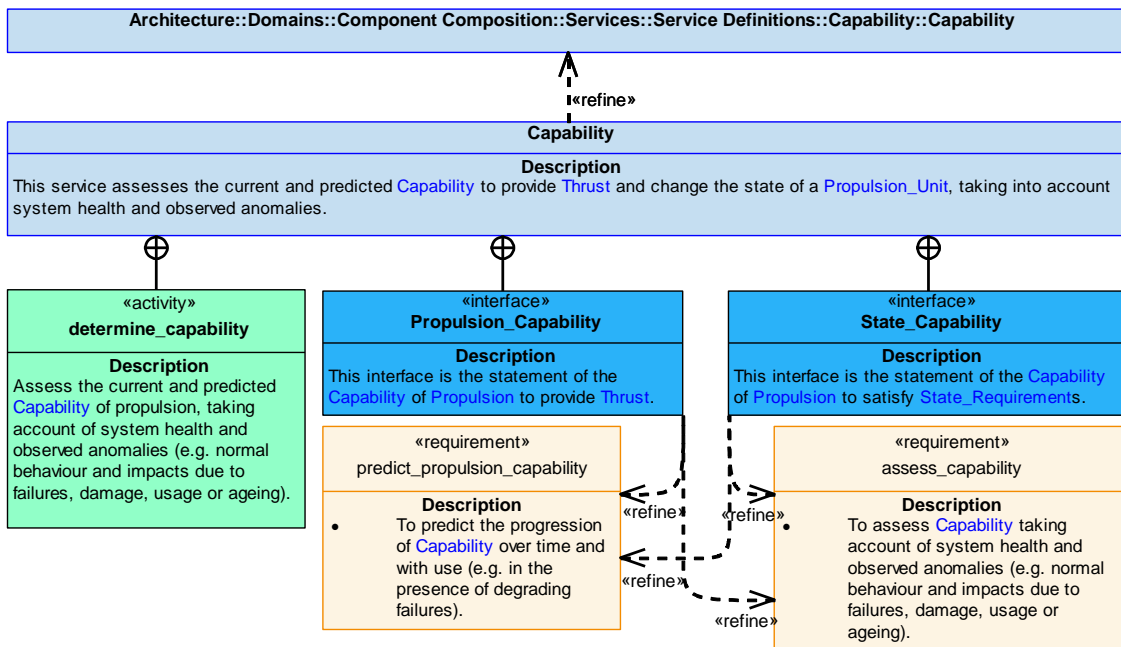 Architecture::Domains::Component Composition::Services::Service Definitions::Capability::Capability
«refine»
Capability
Description
This service assesses the current and predicted Capability to provide Thrust and change the state of a Propulsion_Unit, taking into account
system health and observed anomalies.
«activity»
determine_capability
Description
Assess the current and predicted
Capability of propulsion, taking
account of system health and
observed anomalies (e.g. normal
behaviour and impacts due to
failures, damage, usage or ageing).
«interface»
Propulsion_Capability
Description
This interface is the statement of the
Capability of Propulsion to provide Thrust.
«interface»
State_Capability
Description
This interface is the statement of the Capability
of Propulsion to satisfy State_Requirements.
«requirement»
predict_propulsion_capability
Description
• To predict the progression
of Capability over time and
with use (e.g. in the
presence of degrading
failures).
«refine»
«refine»
«refine»
«refine»
«requirement»
assess_capability
Description
• To assess Capability taking
account of system health and
observed anomalies (e.g. normal
behaviour and impacts due to
failures, damage, usage or
ageing).